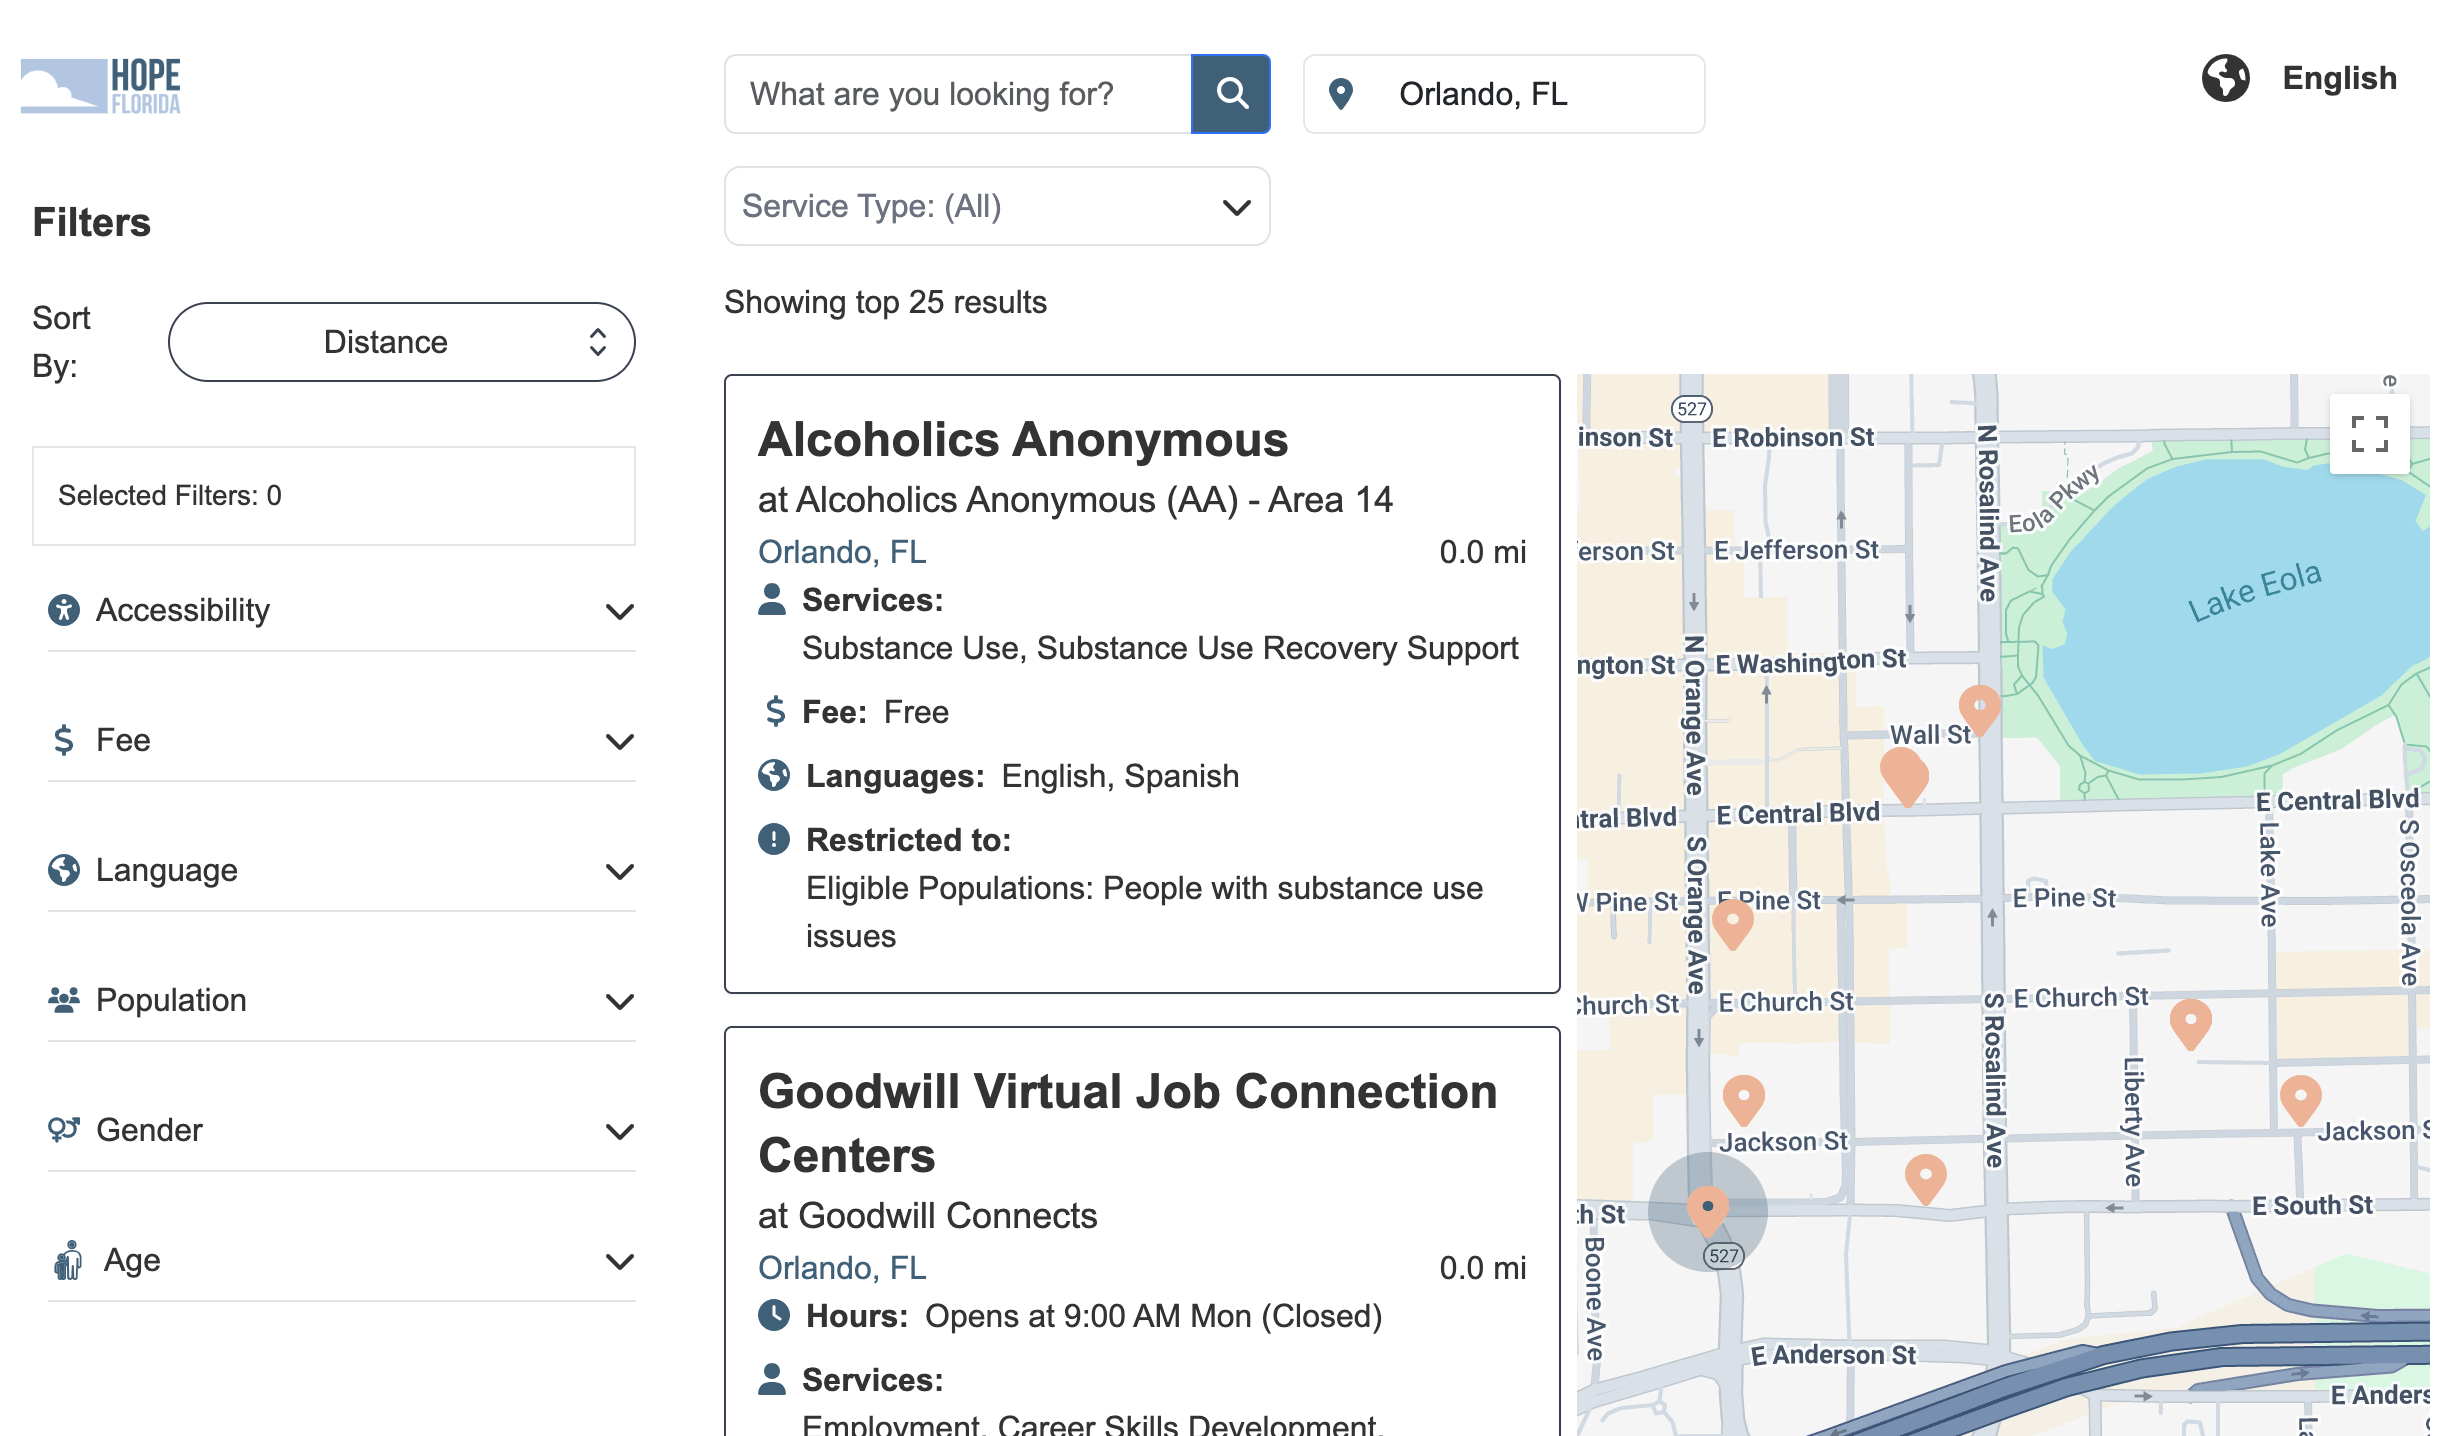 HOPE
FLORIDA
What are you looking for?
Orlando, FL
English
Service Type: (All)
Filters
Sort
By:
Distance
Showing top 25 results
Selected Filters: 0
Accessibility
Fee
Language
Population
Gender
Age
Alcoholics Anonymous
at Alcoholics Anonymous (AA) - Area 14
Orlando, FL 0.0 mi
Services:
Substance Use, Substance Use Recovery Support
Fee: Free
Languages: English, Spanish
Restricted to:
Eligible Populations: People with substance use
issues
Goodwill Virtual Job Connection
Centers
at Goodwill Connects
Orlando, FL 0.0 mi
Hours: Opens at 9:00 AM Mon (Closed)
Services:
Employment, Career Skills Development,
527
inson St
E Robinson St
N Rosalind Ave
Eola Pkwy
erson St
E Jefferson St
Lake Eola
ngton St
E Washington St
N Orange Ave
Wall St
ntral Blvd
E Central Blvd
E Central Blvd
S Orange Ave
Lake Ave
S Osceola Ave
W Pine St
E Pine St
E Pine St
Church St
E Church St
E Church St
S Rosalind Ave
Liberty Ave
Jackson St
Jackson S
th St
E South St
527
Boone Ave
E Anderson St
E Anders